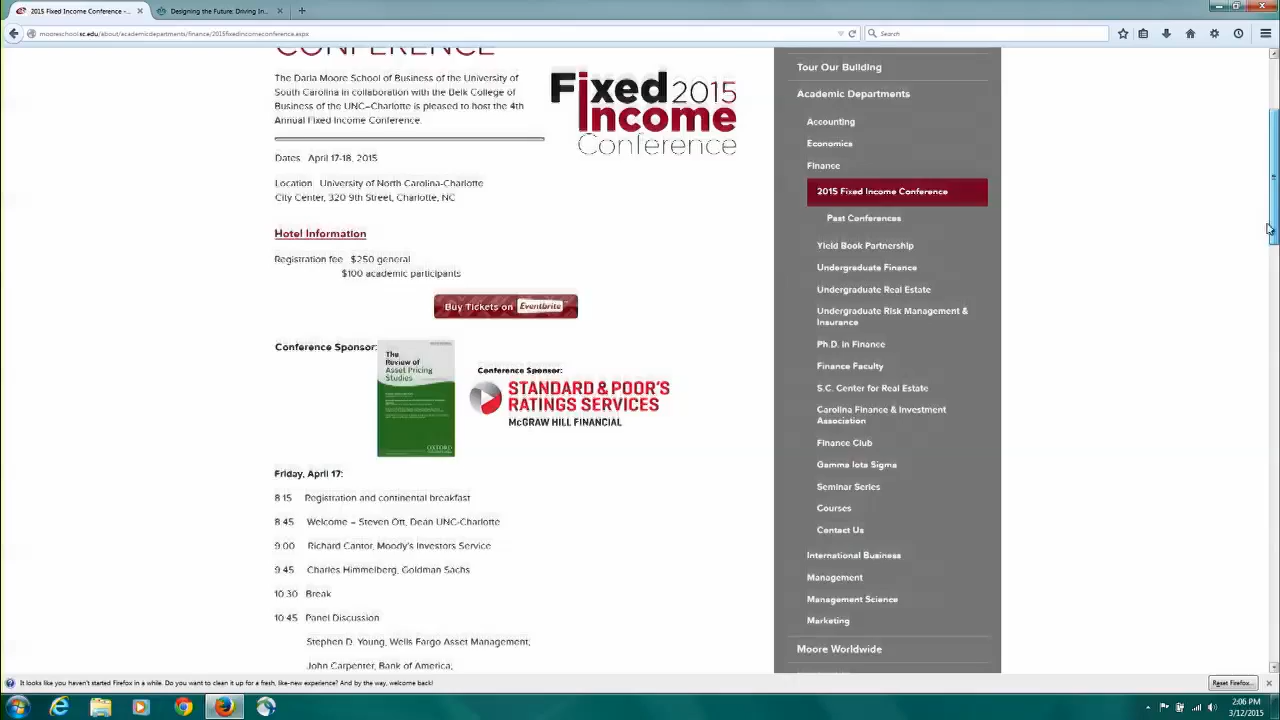 2015 Fixed Income Conference -...
Designing the Future: Driving In...
mooreschool.sc.edu/about/academicdepartments/finance/2015fixedincomeconference.aspx
Search
CONFERENCE
The Darla Moore School of Business of the University of
South Carolina in collaboration with the Belk College of
Business of the UNC–Charlotte is pleased to host the 4th
Annual Fixed Income Conference.
Fixed 2015
Income
Conference
Dates April 17-18, 2015
Location University of North Carolina-Charlotte
City Center, 320 9th Street, Charlotte, NC
Hotel Information
Registration fee $250 general
$100 academic participants
Buy Tickets on Eventbrite
Conference Sponsor:
The
Review of
Asset Pricing
Studies
OXFORD
Conference Sponsor:
STANDARD & POOR'S
RATINGS SERVICES
McGRAW HILL FINANCIAL
Friday, April 17:
8 15 Registration and continental breakfast
8 45 Welcome – Steven Ott, Dean UNC-Charlotte
9.00 Richard Cantor, Moody's Investors Service
9 45 Charles Himmelberg, Goldman Sachs
10.30 Break
10 45 Panel Discussion
Stephen D. Young, Wells Fargo Asset Management;
John Carpenter, Bank of America,
Tour Our Building
Academic Departments
Accounting
Economics
Finance
2015 Fixed Income Conference
Past Conferences
Yield Book Partnership
Undergraduate Finance
Undergraduate Real Estate
Undergraduate Risk Management &
Insurance
Ph.D. in Finance
Finance Faculty
S.C. Center for Real Estate
Carolina Finance & Investment
Association
Finance Club
Gamma Iota Sigma
Seminar Series
Courses
Contact Us
International Business
Management
Management Science
Marketing
Moore Worldwide
It looks like you haven't started Firefox in a while. Do you want to clean it up for a fresh, like-new experience? And by the way, welcome back!
Reset Firefox...
2:06 PM
3/12/2015